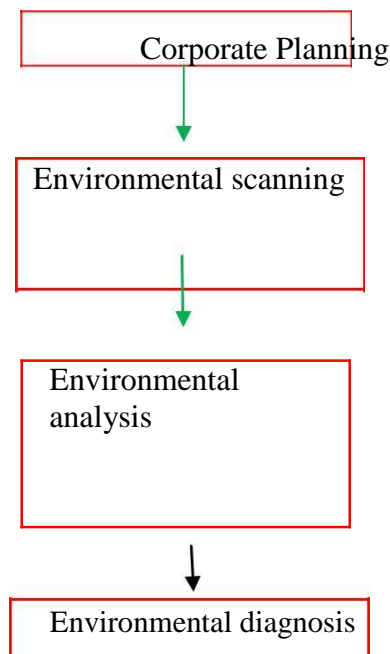 Corporate Planning
Environmental scanning
Environmental
analysis
Environmental diagnosis